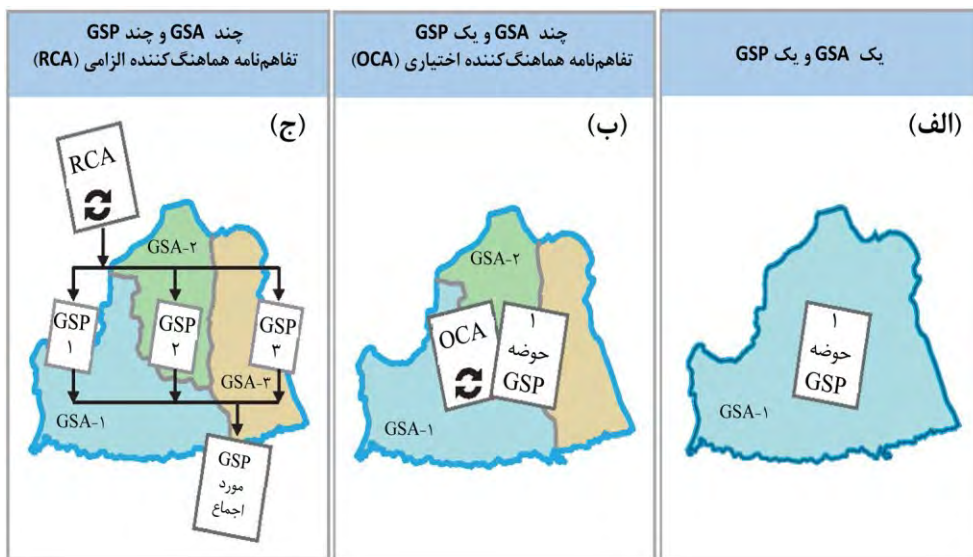 یک GSA و یک GSP
(الف)
۱
حوضه
GSP
GSA-۱
چند GSA و یک GSP
تفاهم‌نامه هماهنگ‌کننده اختیاری (OCA)
(ب)
GSA-۲
OCA
۱
حوضه
GSP
GSA-۱
چند GSA و چند GSP
تفاهم‌نامه هماهنگ‌کننده الزامی (RCA)
(ج)
RCA
GSA-۲
GSP
۱
GSP
۲
GSP
۳
GSA-۳
GSA-۱
GSP
مورد
اجماع